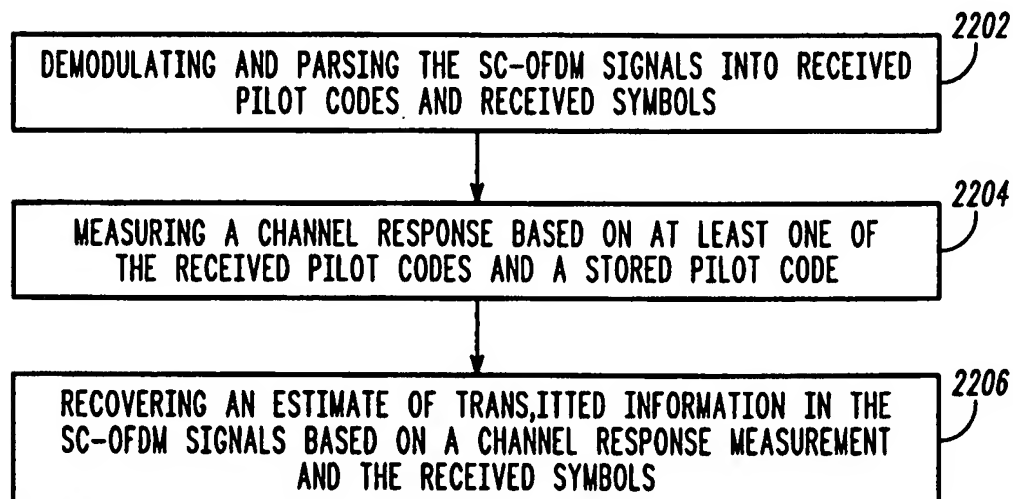 2202
DEMODULATING AND PARSING THE SC-OFDM SIGNALS INTO RECEIVED
PILOT CODES AND RECEIVED SYMBOLS
2204
MEASURING A CHANNEL RESPONSE BASED ON AT LEAST ONE OF
THE RECEIVED PILOT CODES AND A STORED PILOT CODE
2206
RECOVERING AN ESTIMATE OF TRANS,ITTED INFORMATION IN THE
SC-OFDM SIGNALS BASED ON A CHANNEL RESPONSE MEASUREMENT
AND THE RECEIVED SYMBOLS